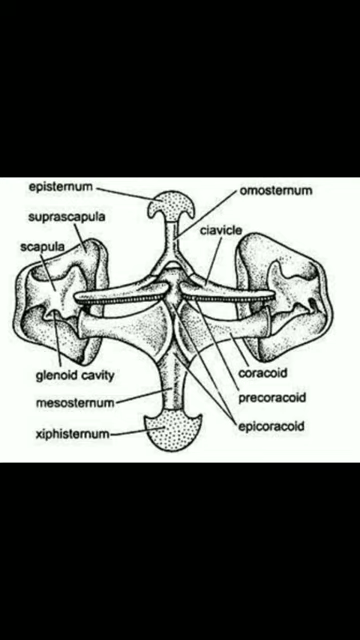 episternum
omosternum
suprascapula
ciavicle
scapula
glenoid cavity
coracoid
precoracoid
mesosternum
epicoracoid
xiphisternum